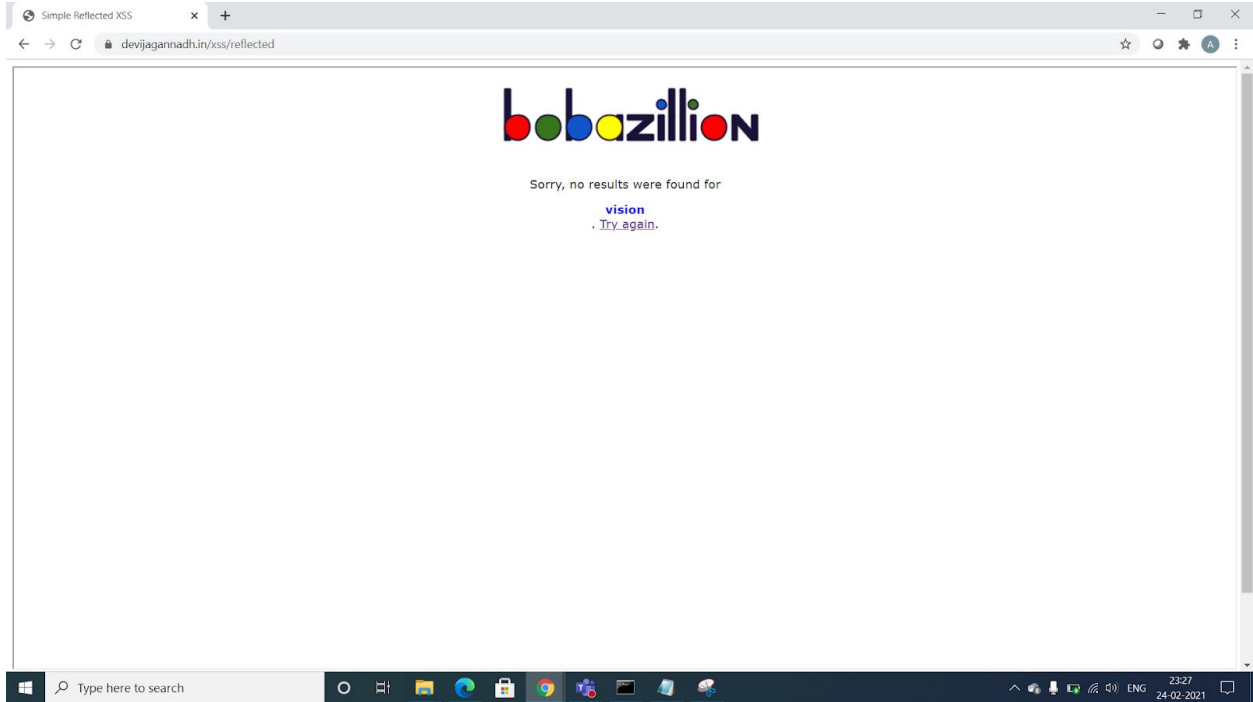 Simple Reflected XSS
devijagannadh.in/xss/reflected
A
bobazillion
Sorry, no results were found for
vision
. Try again.
Type here to search
ENG
23:27
24-02-2021